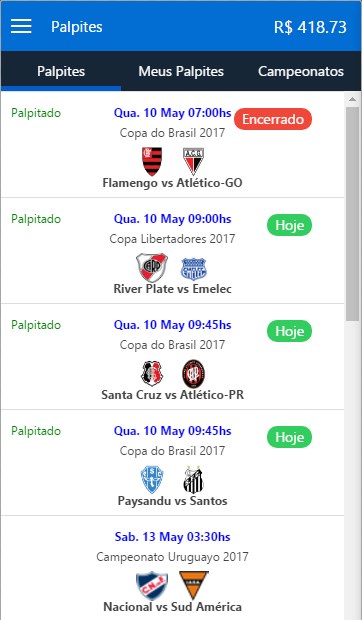 Palpites R$ 418.73
Palpites Meus Palpites Campeonatos
Palpitado Qua. 10 May 07:00hs Encerrado
Copa do Brasil 2017
Flamengo vs Atlético-GO
Palpitado Qua. 10 May 09:00hs Hoje
Copa Libertadores 2017
River Plate vs Emelec
Palpitado Qua. 10 May 09:45hs Hoje
Copa do Brasil 2017
Santa Cruz vs Atlético-PR
Palpitado Qua. 10 May 09:45hs Hoje
Copa do Brasil 2017
Paysandu vs Santos
Sab. 13 May 03:30hs
Campeonato Uruguayo 2017
Nacional vs Sud América